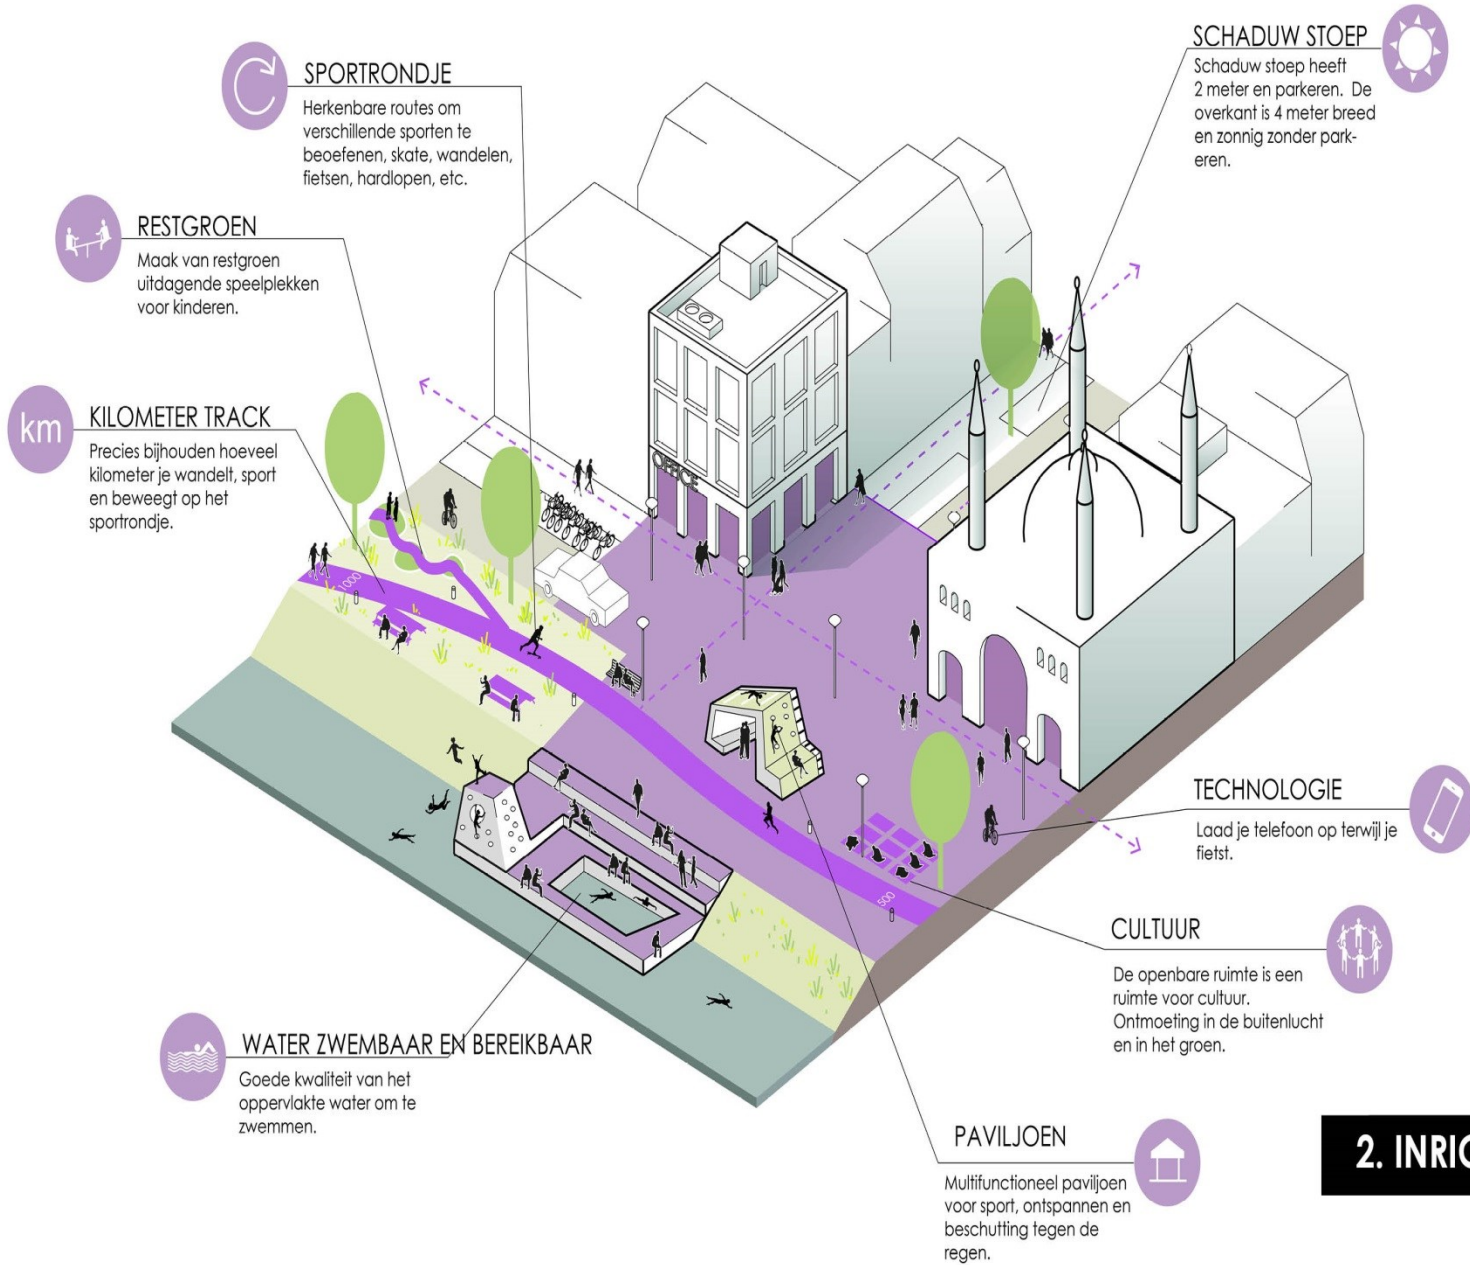 SPORTRONDJE
Herkenbare routes om
verschillende sporten te
beoefenen, skate, wandelen,
fietsen, hardlopen, etc.
SCHADUW STOEP
Schaduw stoep heeft
2 meter en parkeren. De
overkant is 4 meter breed
en zonnig zonder park-
eren.
RESTGROEN
Maak van restgroen
uitdagende speelplekken
voor kinderen.
km
KILOMETER TRACK
Precies bijhouden hoeveel
kilometer je wandelt, sport
en beweegt op het
sportrondje.
OFFICE
1000
500
TECHNOLOGIE
Laad je telefoon op terwijl je
fietst.
CULTUUR
De openbare ruimte is een
ruimte voor cultuur.
Ontmoeting in de buitenlucht
en in het groen.
WATER ZWEMBAAR EN BEREIKBAAR
Goede kwaliteit van het
oppervlakte water om te
zwemmen.
PAVILJOEN
Multifunctioneel paviljoen
voor sport, ontspannen en
beschutting tegen de
regen.
2. INRIC